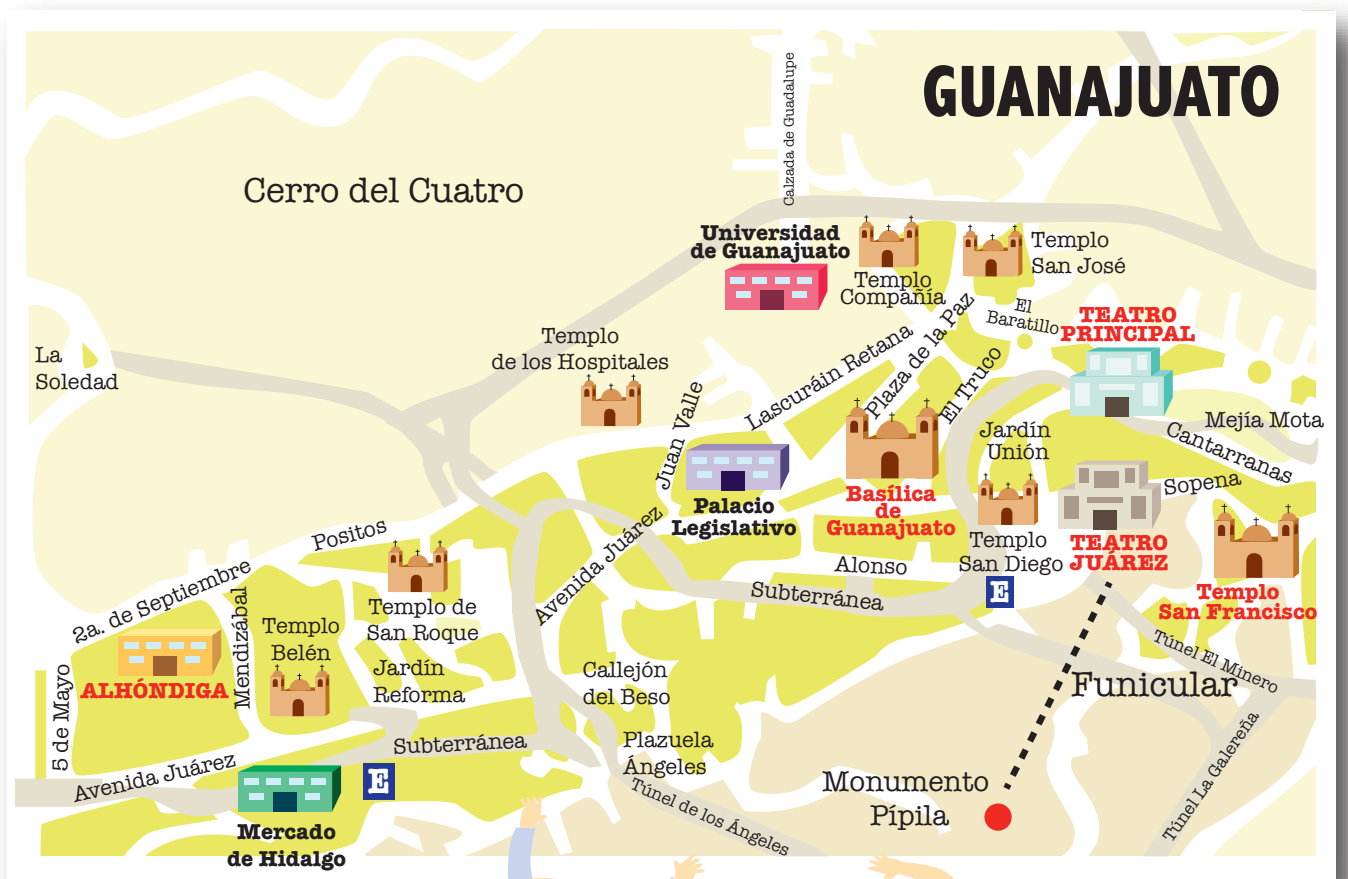 GUANAJUATO
Calzada de Guadalupe
Cerro del Cuatro
Universidad
de Guanajuato
Templo
San José
Templo
Compañía
El
Baratillo
TEATRO
PRINCIPAL
Templo
de los Hospitales
La
Soledad
Juan Valle
Lascuráin Retana
Plaza de la Paz
El Truco
Jardín
Unión
Mejía Mota
Cantarranas
Sopena
Palacio
Legislativo
Basílica
de
Guanajuato
Positos
Avenida Juárez
Alonso
Subterránea
Templo
San Diego
E
TEATRO
JUÁREZ
Templo
San Francisco
2a. de Septiembre
Mendizábal
Templo de
San Roque
Templo
Belén
Jardín
Reforma
ALHÓNDIGA
5 de Mayo
Callejón
del Beso
Túnel El Minero
Funicular
Subterránea
Plazuela
Ángeles
Avenida Juárez
E
Mercado
de Hidalgo
Túnel de los Ángeles
Monumento
Pípila
Túnel La Galereña